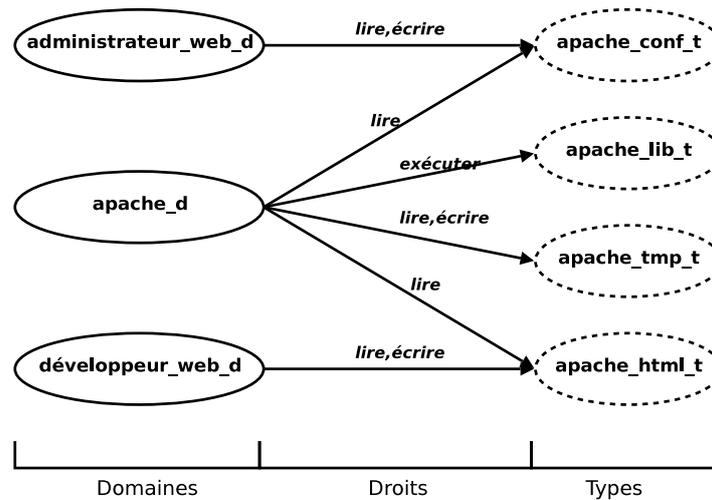 lire,écrire
administrateur_web_d
apache_conf_t
lire
exécuter
apache_lib_t
apache_d
lire,écrire
apache_tmp_t
lire
lire,écrire
développeur_web_d
apache_html_t
Domaines
Droits
Types